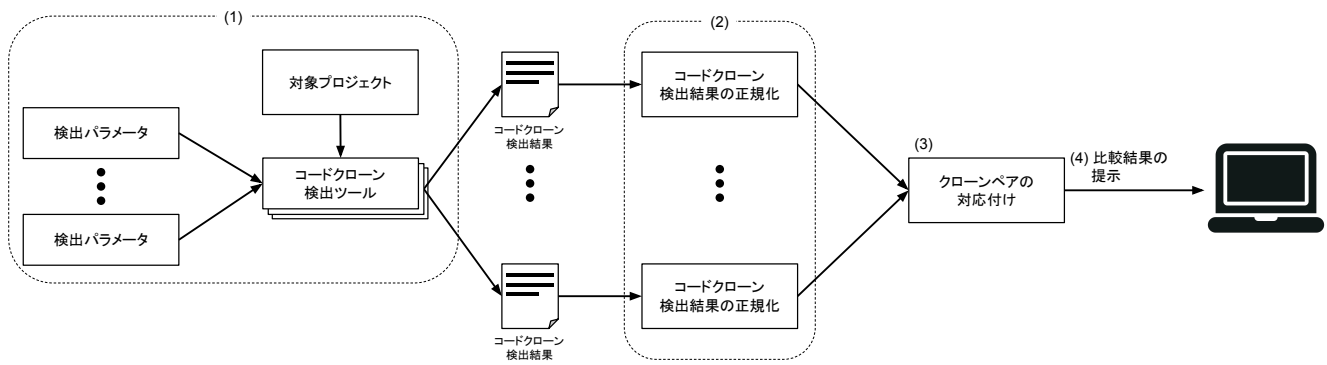 (1)
対象プロジェクト
検出パラメータ
検出パラメータ
コードクローン
検出ツール
コードクローン
検出結果
コードクローン
検出結果
(2)
コードクローン
検出結果の正規化
コードクローン
検出結果の正規化
(3)
クローンペアの
対応付け
(4) 比較結果の
提示